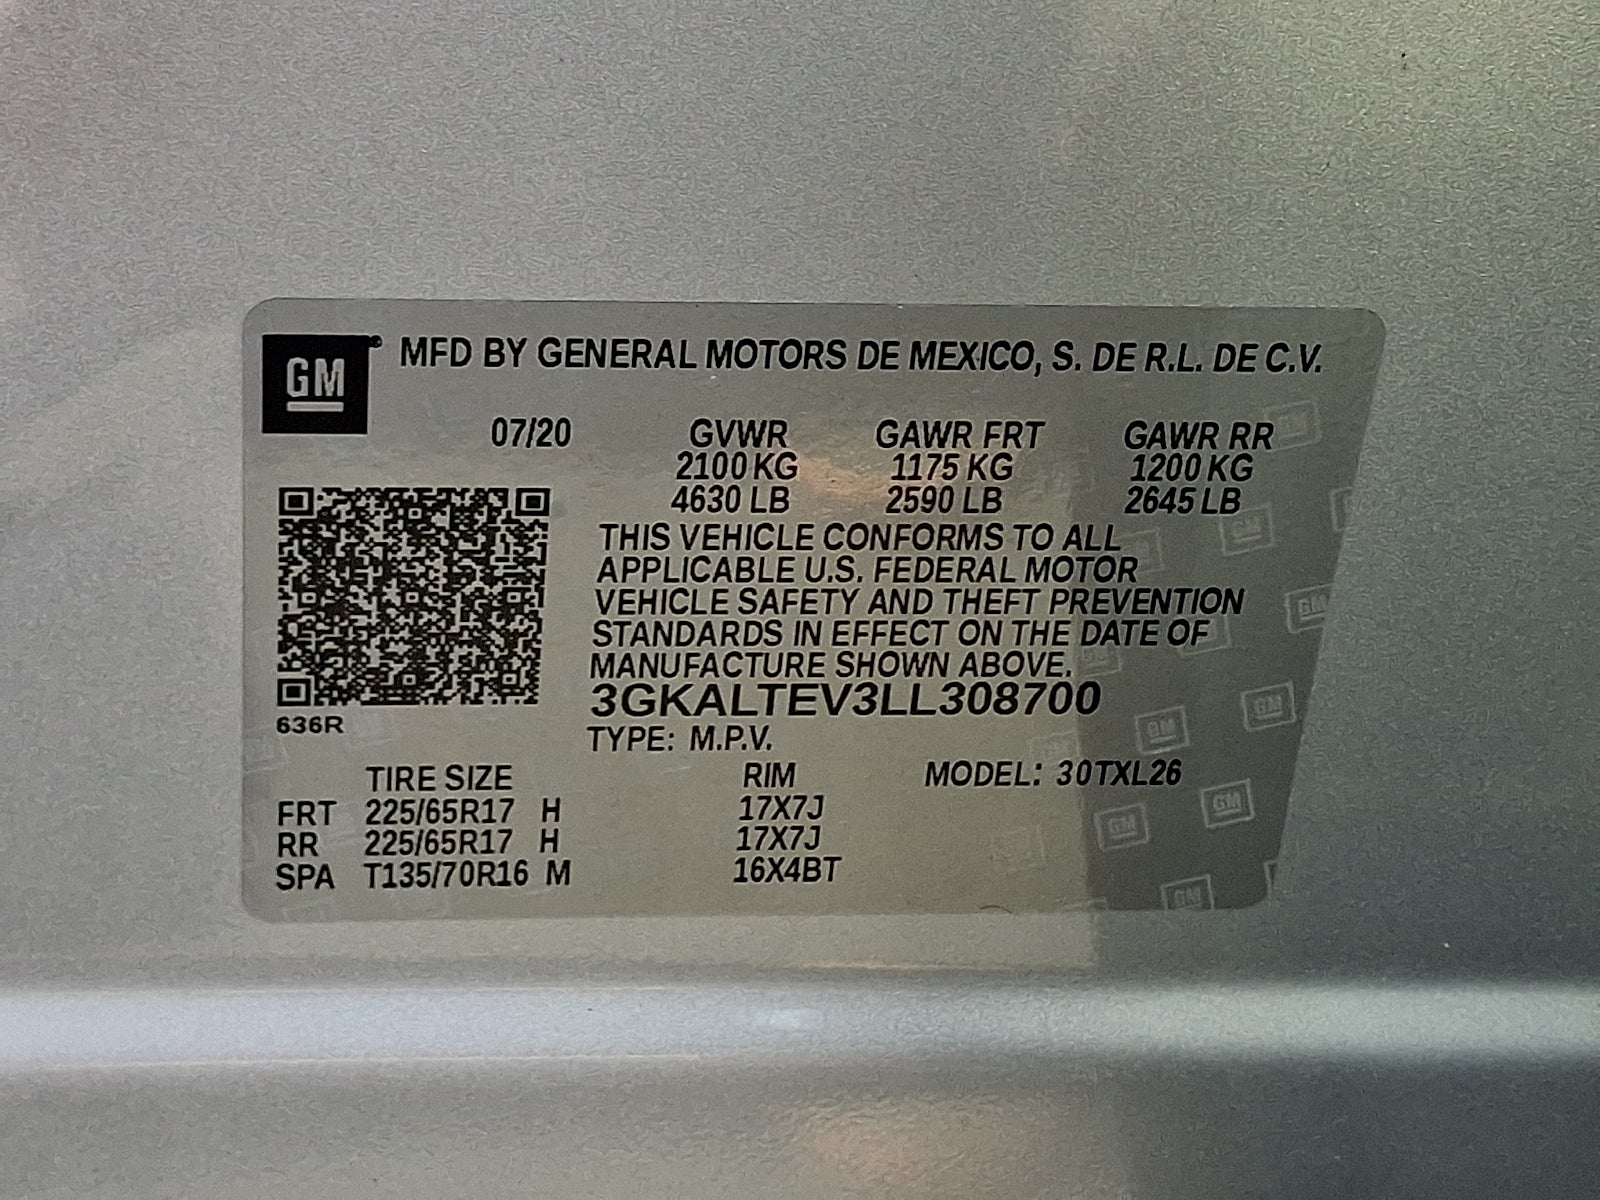 GM® MFD BY GENERAL MOTORS DE MEXICO, S. DE R.L. DE C.V.
07/20 GVWR GAWR FRT GAWR RR
2100 KG 1175 KG 1200 KG
4630 LB 2590 LB 2645 LB
THIS VEHICLE CONFORMS TO ALL
APPLICABLE U.S. FEDERAL MOTOR
VEHICLE SAFETY AND THEFT PREVENTION
STANDARDS IN EFFECT ON THE DATE OF
MANUFACTURE SHOWN ABOVE.
3GKALTEV3LL308700
636R
TYPE: M.P.V.
TIRE SIZE RIM MODEL: 30TXL26
FRT 225/65R17 H 17X7J
RR 225/65R17 H 17X7J
SPA T135/70R16 M 16X4BT